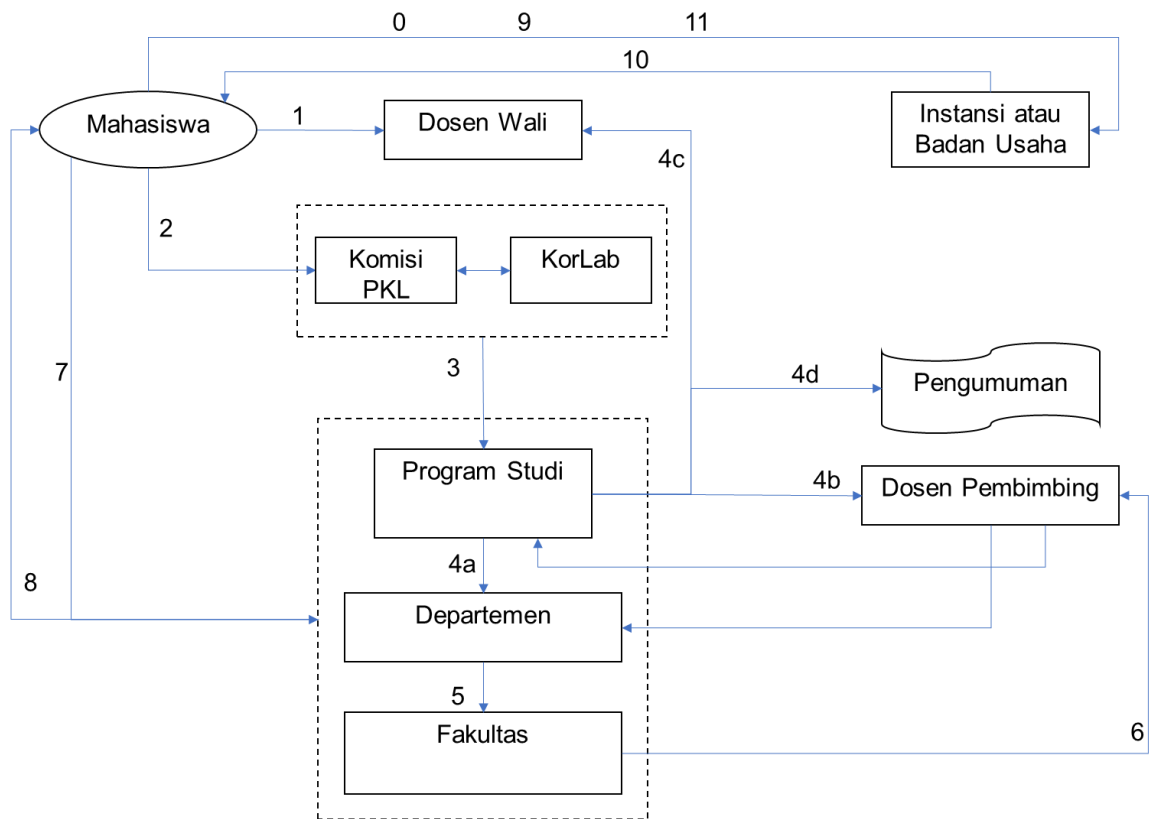 0 9 11
10
Mahasiswa
1
Dosen Wali
Instansi atau
Badan Usaha
4c
2
Komisi
PKL
KorLab
3
7
4d
Pengumuman
Program Studi
4b
Dosen Pembimbing
4a
8
Departemen
5
Fakultas
6